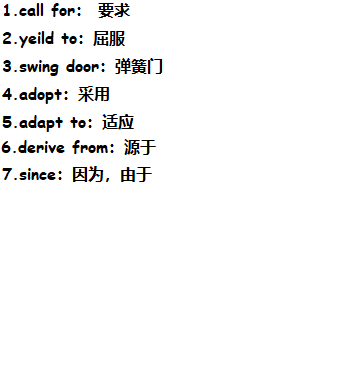 1.call for： 要求
2.yeild to：屈服
3.swing door：弹簧门
4.adopt：采用
5.adapt to：适应
6.derive from：源于
7.since：因为，由于